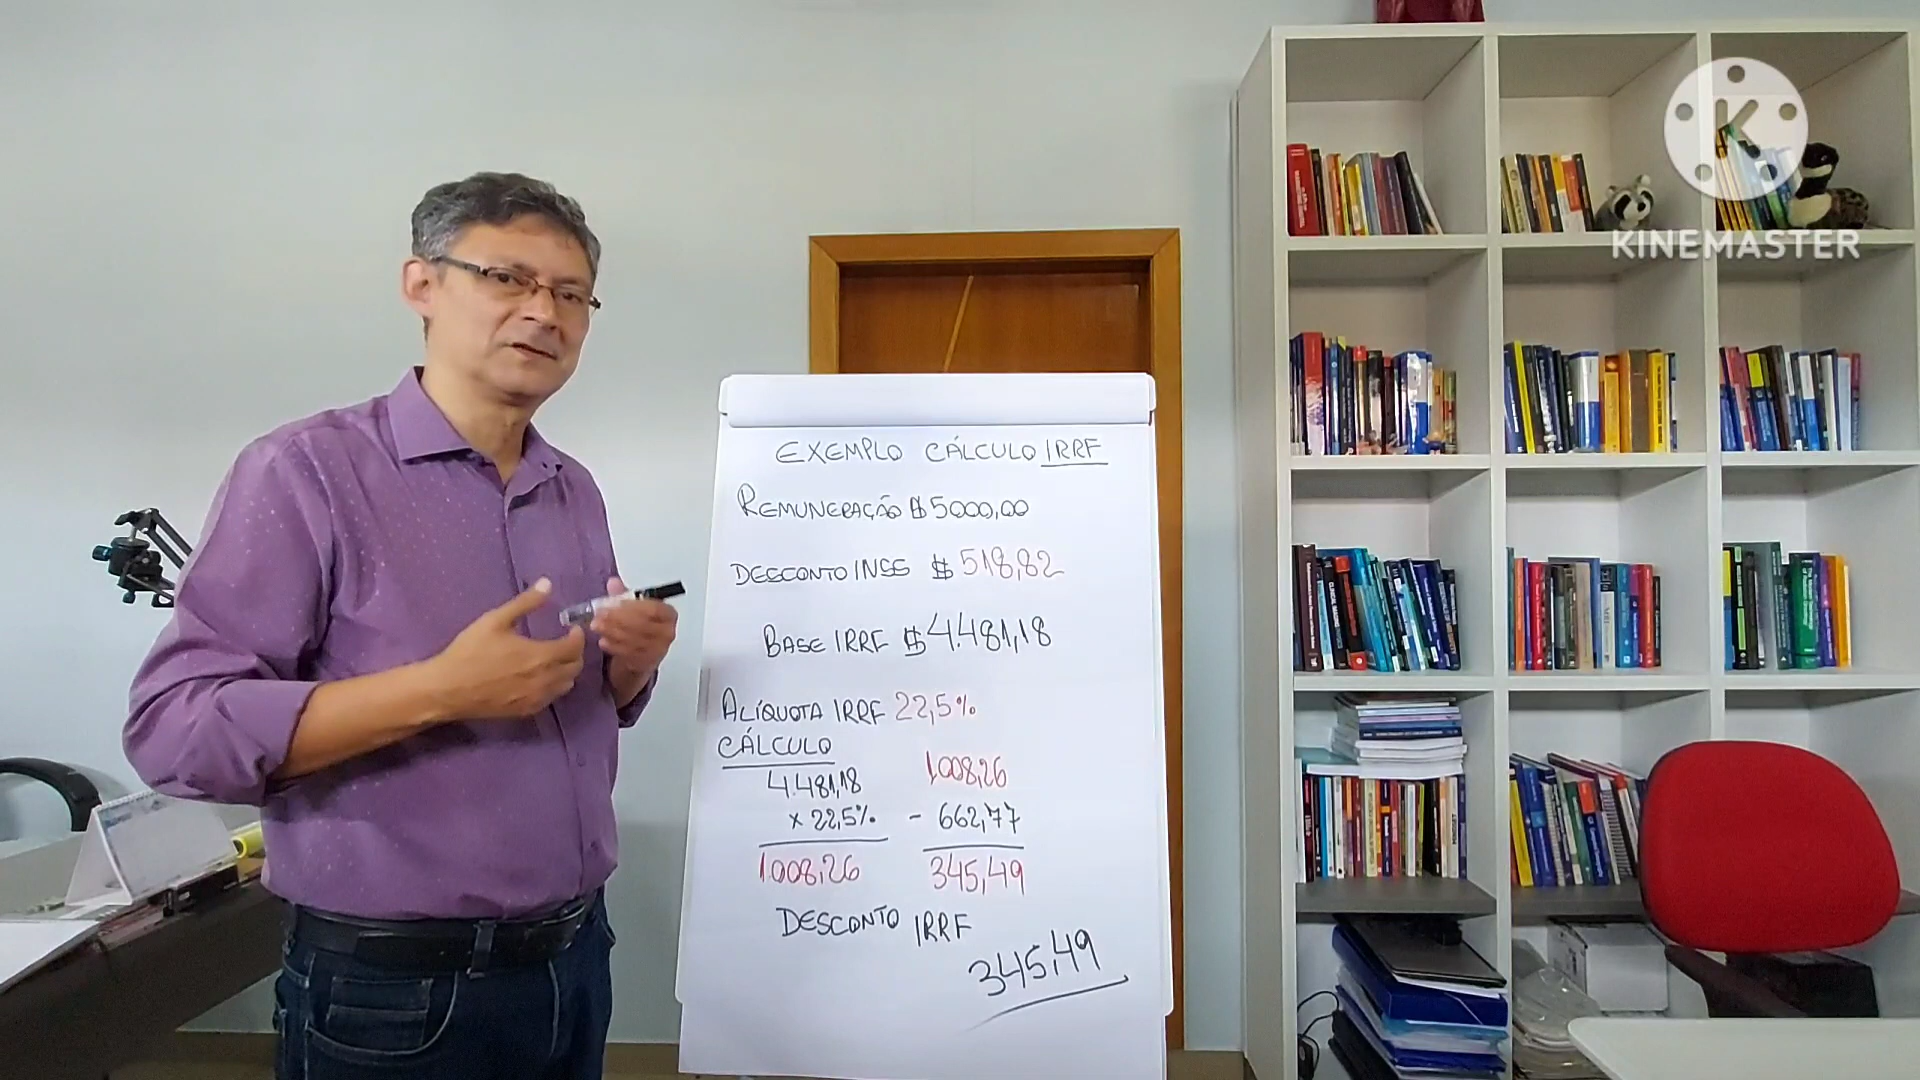 EXEMPLO CÁLCULO IRRF
REMUNERAÇÃO $ 5000,00
DESCONTO INSS $ 518,82
BASE IRRF $ 4.481,18
ALÍQUOTA IRRF 22,5%
CÁLCULO
4.481,18
x 22,5%
1008,26
1.008,26
- 662,77
345,49
DESCONTO IRRF
345,49
K
KINEMASTER